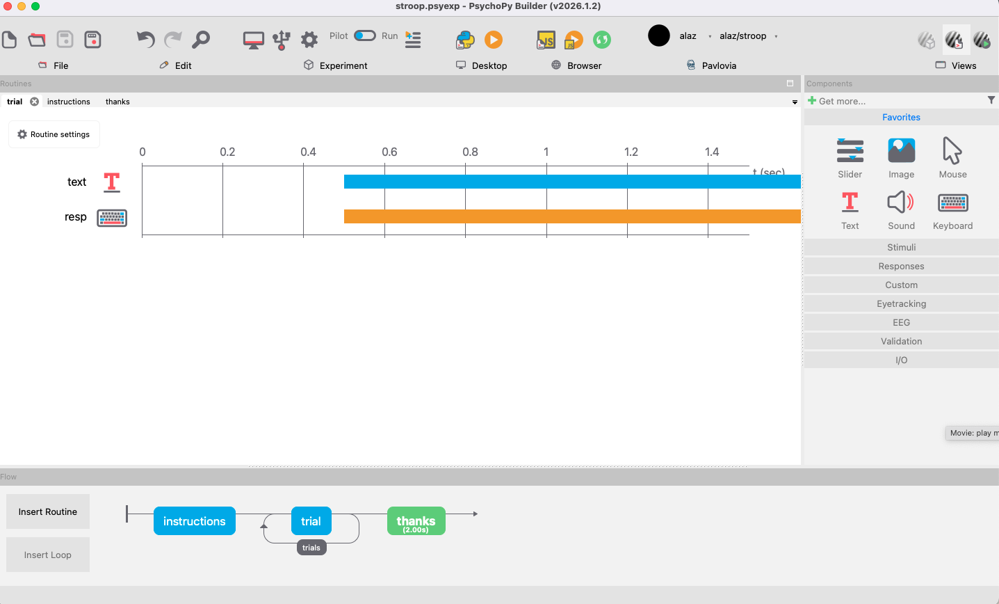 stroop.psyexp - PsychoPy Builder (v2026.1.2)
Pilot Run
JS
JS
alaz alaz/stroop
File Edit Experiment Desktop Browser Pavlovia Views
Routines
trial instructions thanks
Routine settings
0 0.2 0.4 0.6 0.8 1 1.2 1.4
t (sec)
text
resp
Components
Get more...
Favorites
Slider Image Mouse
Text Sound Keyboard
Stimuli
Responses
Custom
Eyetracking
EEG
Validation
I/O
Movie: play m
Flow
Insert Routine
Insert Loop
instructions trial thanks
(2.00s)
trials